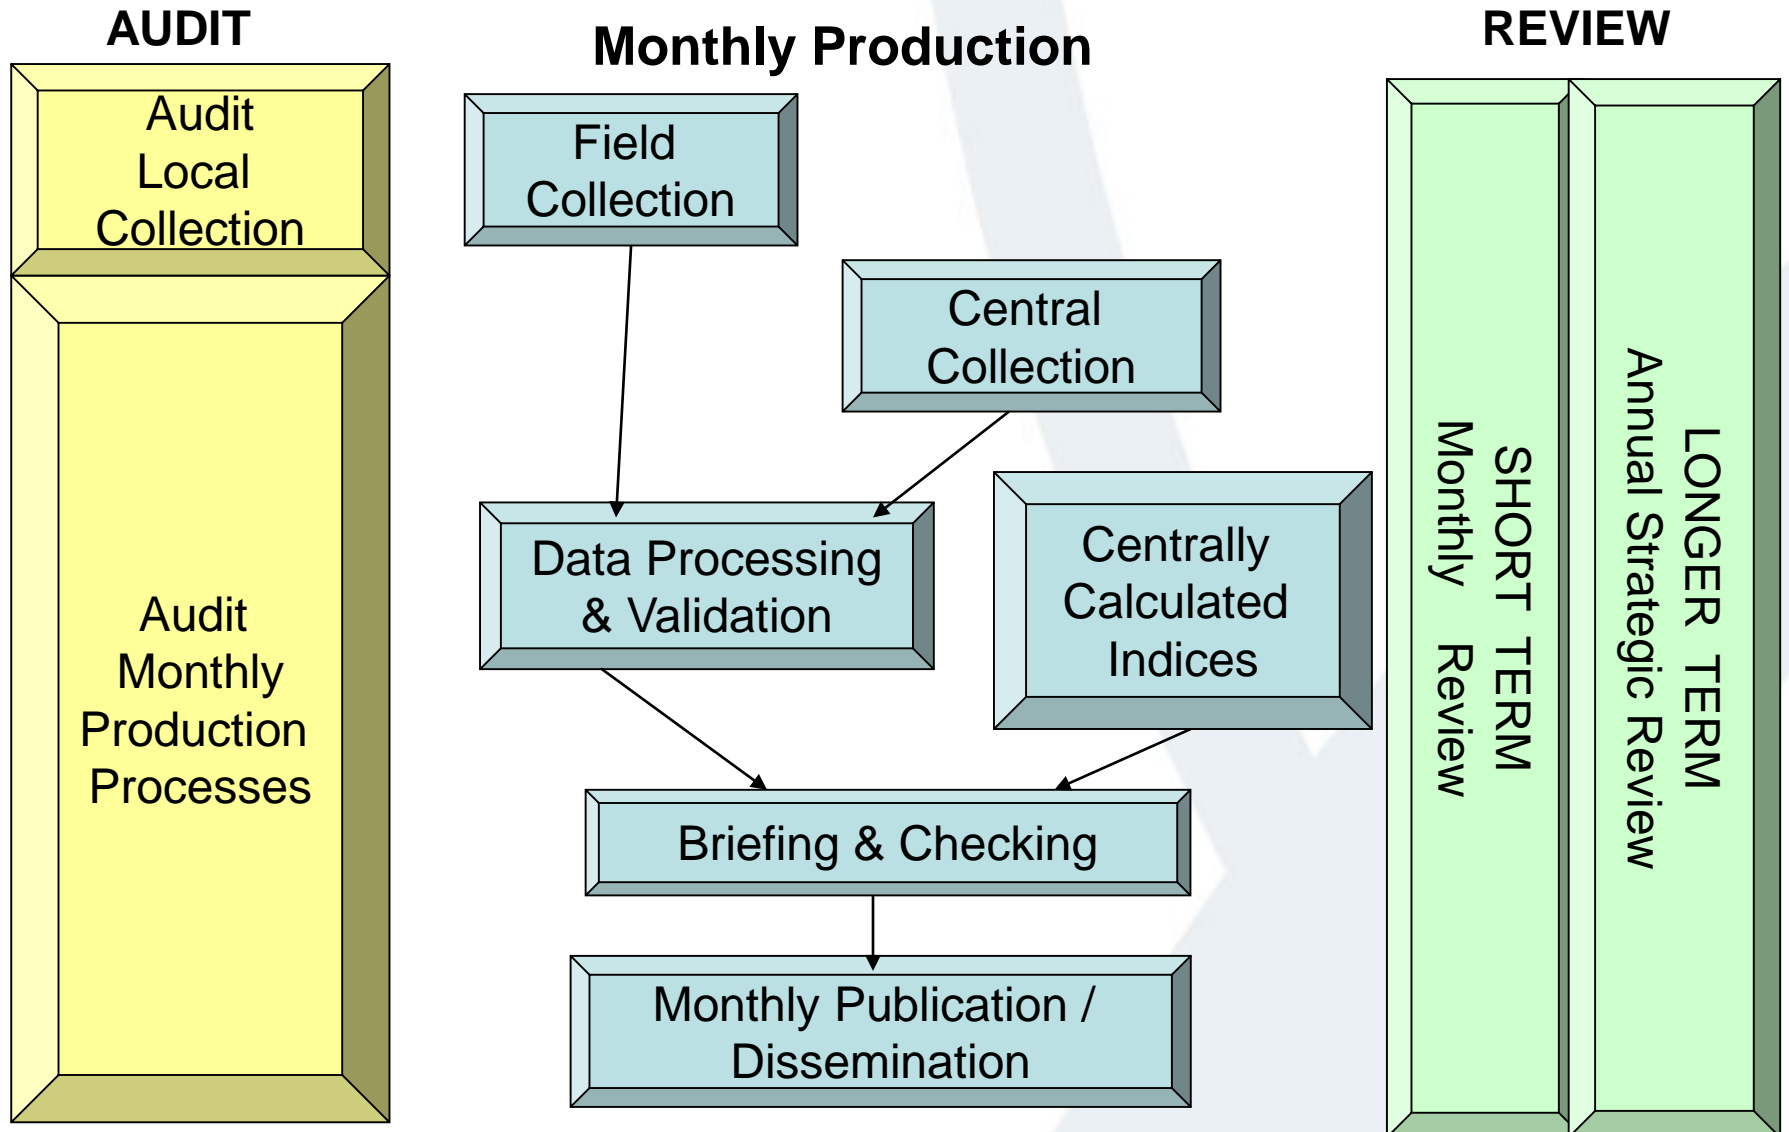 AUDIT
Monthly Production
REVIEW
Audit
Local
Collection
Audit
Monthly
Production
Processes
Field
Collection
Central
Collection
Data Processing
& Validation
Centrally
Calculated
Indices
Briefing & Checking
Monthly Publication /
Dissemination
SHORT TERM
Monthly Review
LONGER TERM
Annual Strategic Review